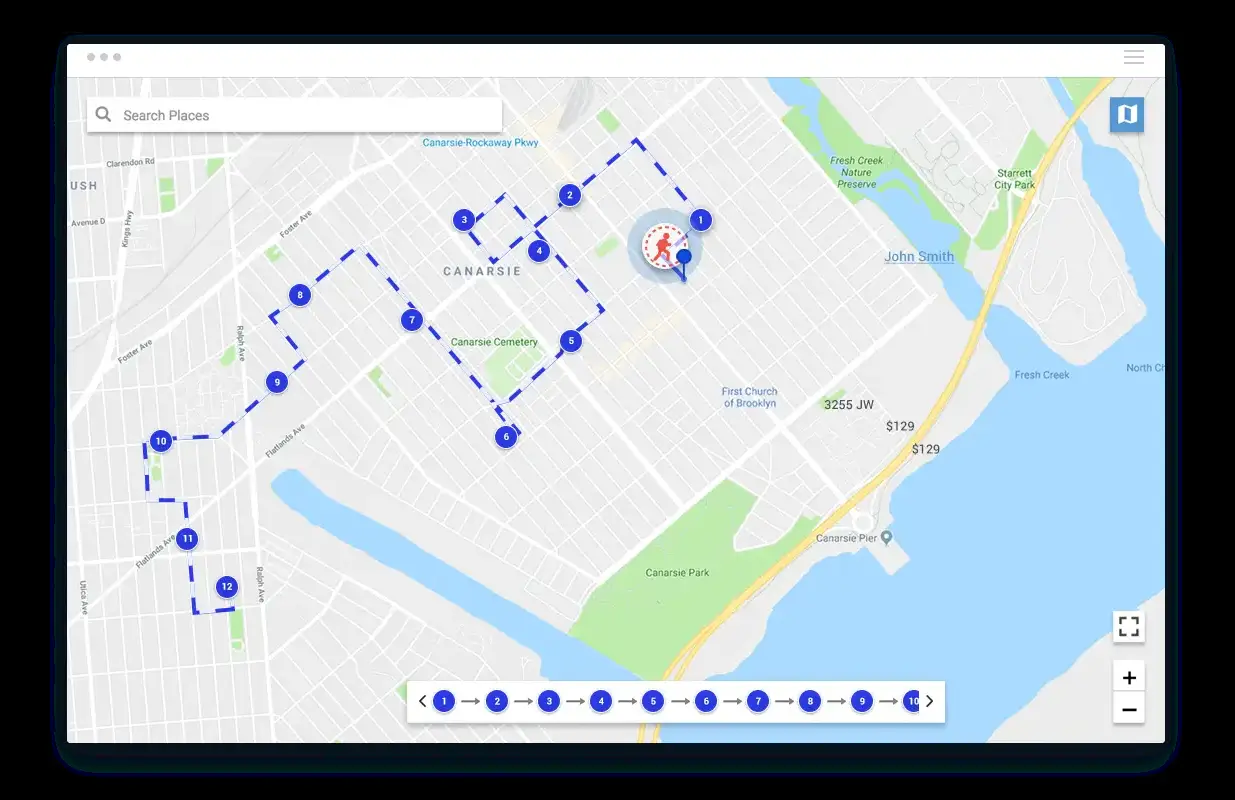 Search Places
Canarsie-Rockaway Pkwy
Clarendon Rd
USH
Avenue D
Kings Hwy
Foster Ave
Fresh Creek
Nature
Preserve
Starrett
City Park
1
2
3
4
CANARSIE
John Smith
8
7
Ralph Ave
Foster Ave
Canarsie Cemetery
5
9
Fresh Creek
North Ch
First Church
of Brooklyn
3255 JW
$129
$129
6
10
Flatlands Ave
11
Flatlands Ave
Canarsie Pier
Canarsie Park
12
Utica Ave
Ralph Ave
1 2 3 4 5 6 7 8 9 10